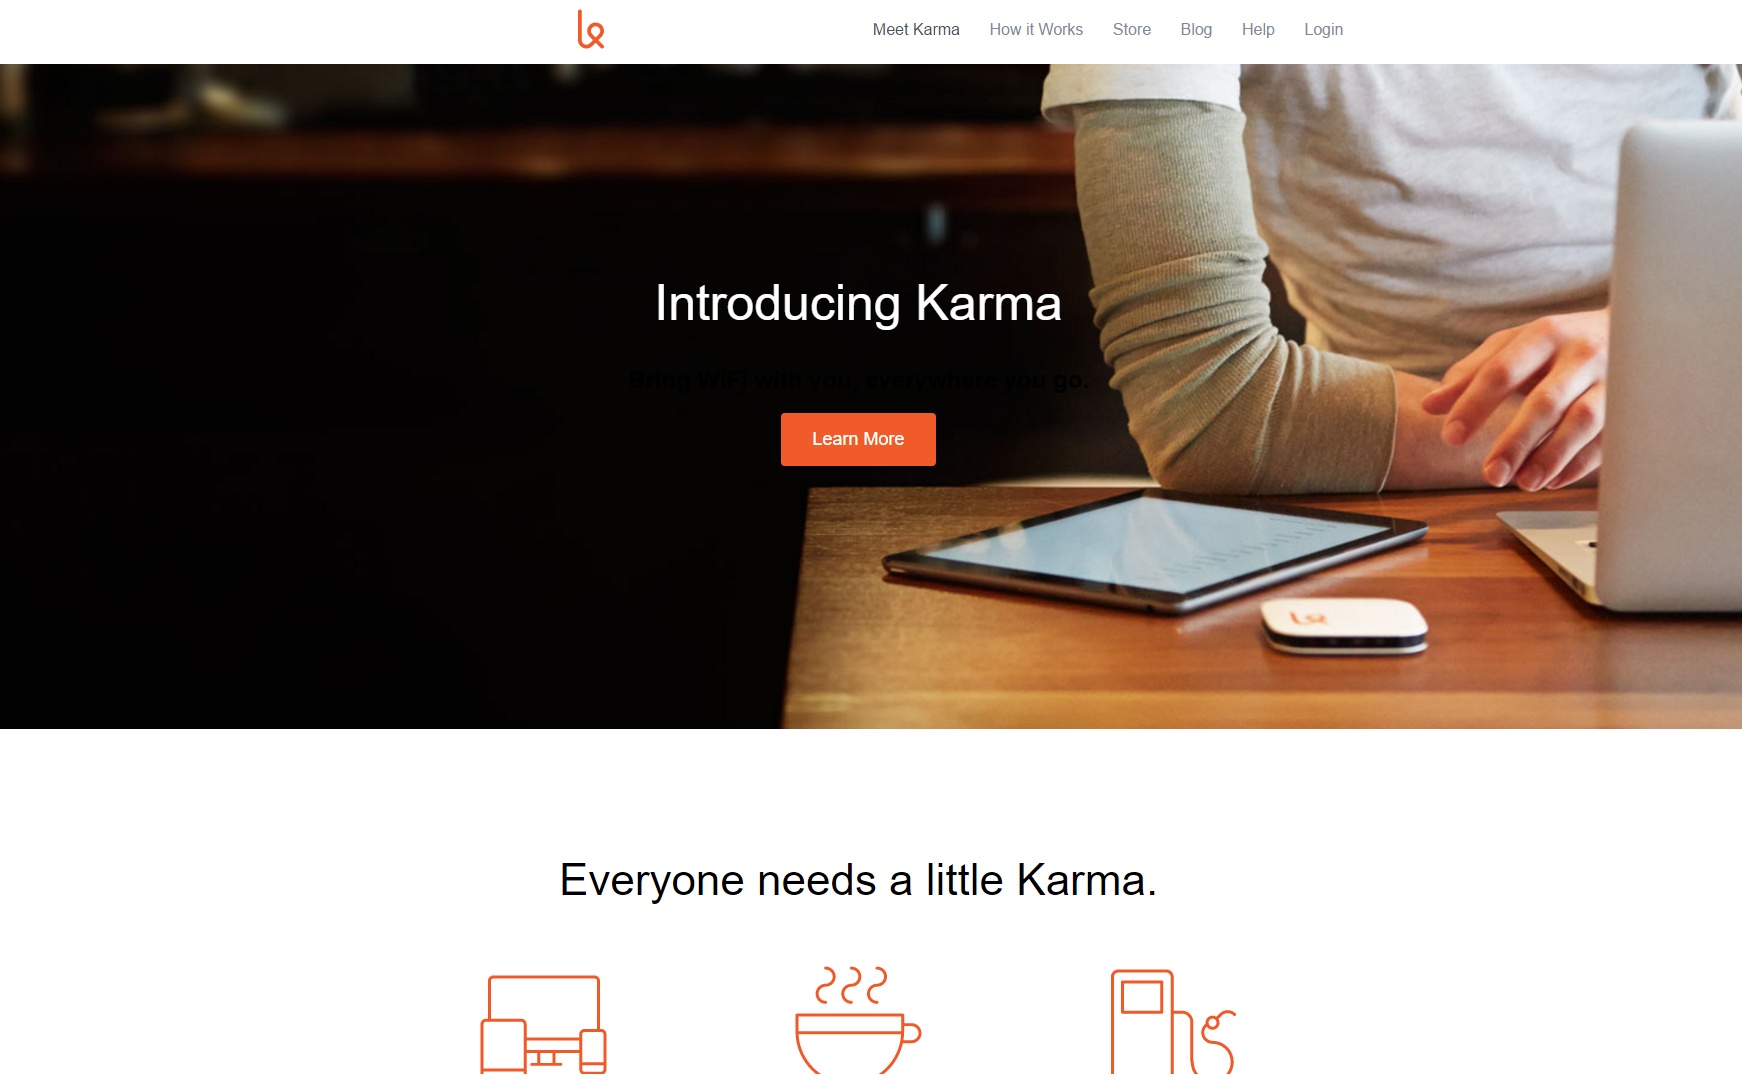 Meet Karma How it Works Store Blog Help Login
Introducing Karma
Bring WiFi with you, everywhere you go.
Learn More
Everyone needs a little Karma.